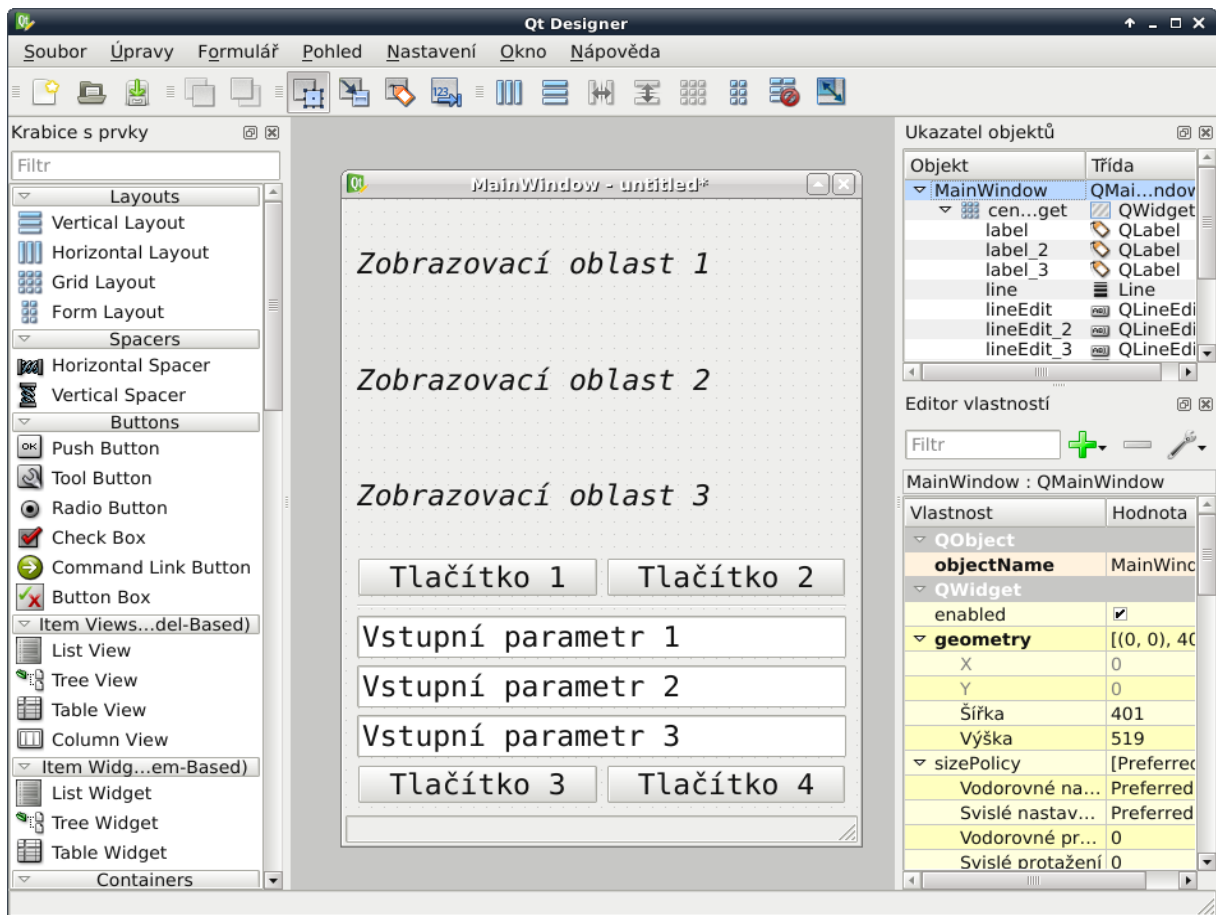 Qt Designer
Soubor Úpravy Formulář Pohled Nastavení Okno Nápověda
Krabice s prvky
Filtr
Layouts
Vertical Layout
Horizontal Layout
Grid Layout
Form Layout
Spacers
Horizontal Spacer
Vertical Spacer
Buttons
Push Button
Tool Button
Radio Button
Check Box
Command Link Button
Button Box
Item Views...del-Based)
List View
Tree View
Table View
Column View
Item Widg...em-Based)
List Widget
Tree Widget
Table Widget
Containers
MainWindow - untitled*
Zobrazovací oblast 1
Zobrazovací oblast 2
Zobrazovací oblast 3
Tlačítko 1 Tlačítko 2
Vstupní parametr 1
Vstupní parametr 2
Vstupní parametr 3
Tlačítko 3 Tlačítko 4
Ukazatel objektů
Objekt Třída
MainWindow QMai...ndow
cen...get QWidget
label QLabel
label_2 QLabel
label_3 QLabel
line Line
lineEdit QLineEdi
lineEdit_2 QLineEdi
lineEdit_3 QLineEdi
Editor vlastností
Filtr
MainWindow : QMainWindow
Vlastnost Hodnota
QObject
objectName MainWind
QWidget
enabled
geometry [(0, 0), 40
X 0
Y 0
Šířka 401
Výška 519
sizePolicy [Preferred
Vodorovné na... Preferred
Svislé nastav... Preferred
Vodorovné pr... 0
Svislé protažení 0